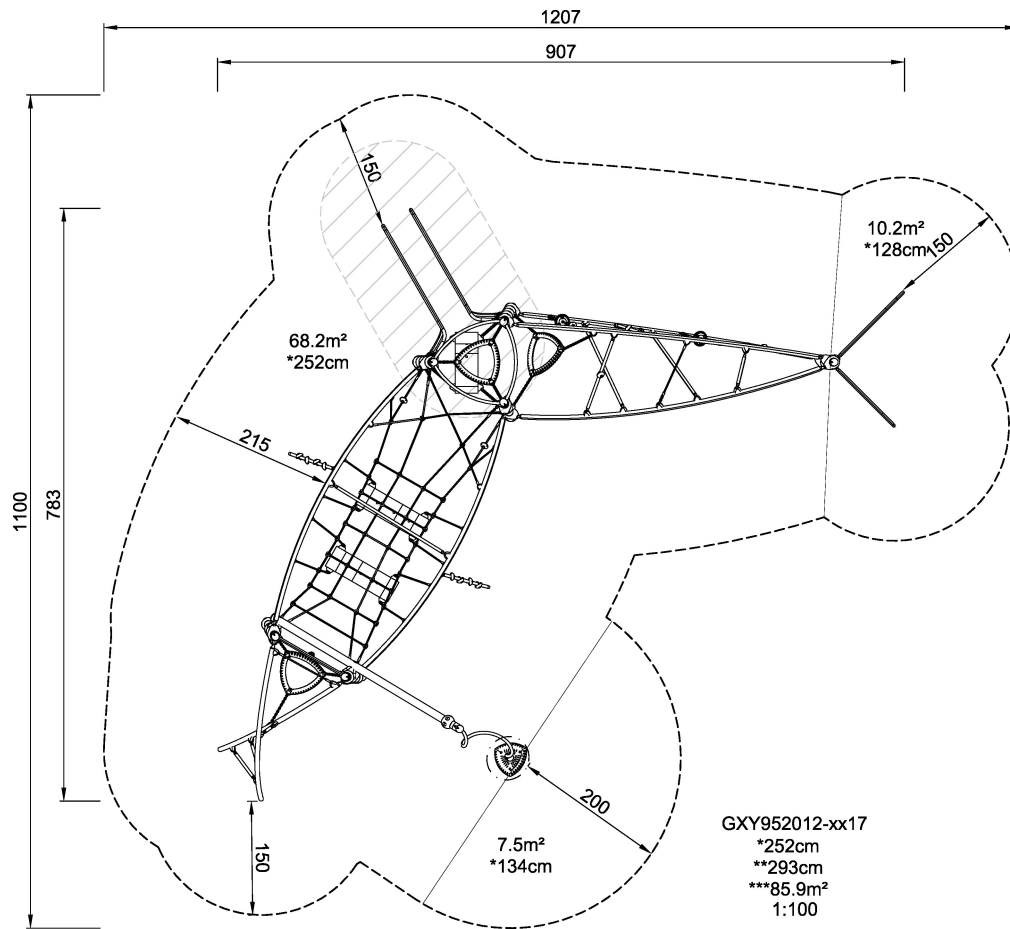 1207
907
150
10.2m²
*128cm
150
68.2m²
*252cm
215
1100
783
200
GXY952012-xx17
*252cm
**293cm
***85.9m²
1:100
7.5m²
*134cm
150